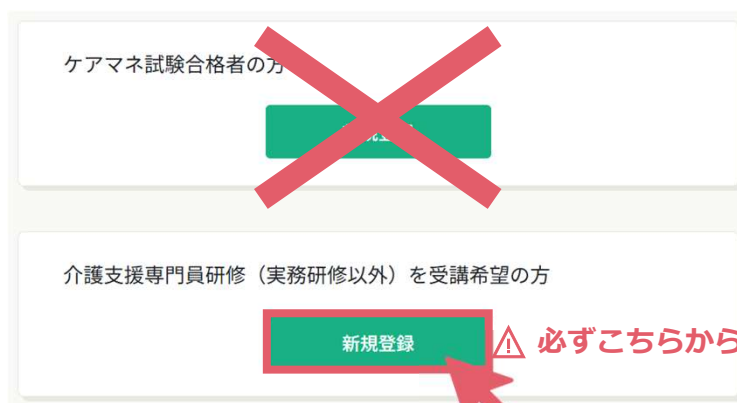 ケアマネ試験合格者の方
介護支援専門員研修（実務研修以外）を受講希望の方
新規登録
必ずこちらから